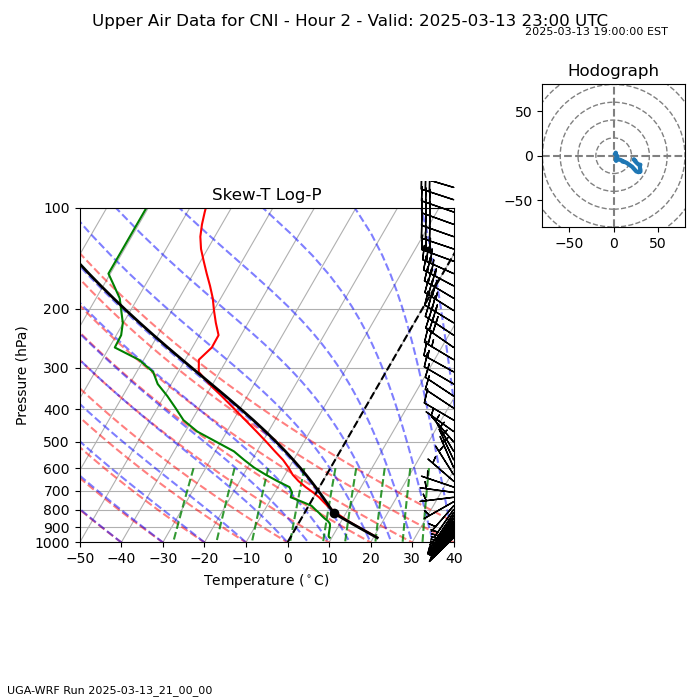 Upper Air Data for CNI - Hour 2 - Valid: 2025-03-13 23:00 UTC
2025-03-13 19:00:00 EST
Hodograph
50
0
−50
−50 0 50
Skew-T Log-P
100
200
300
400
500
600
700
800
900
1000
Pressure (hPa)
−50 −40 −30 −20 −10 0 10 20 30 40
Temperature (°C)
UGA-WRF Run 2025-03-13_21_00_00